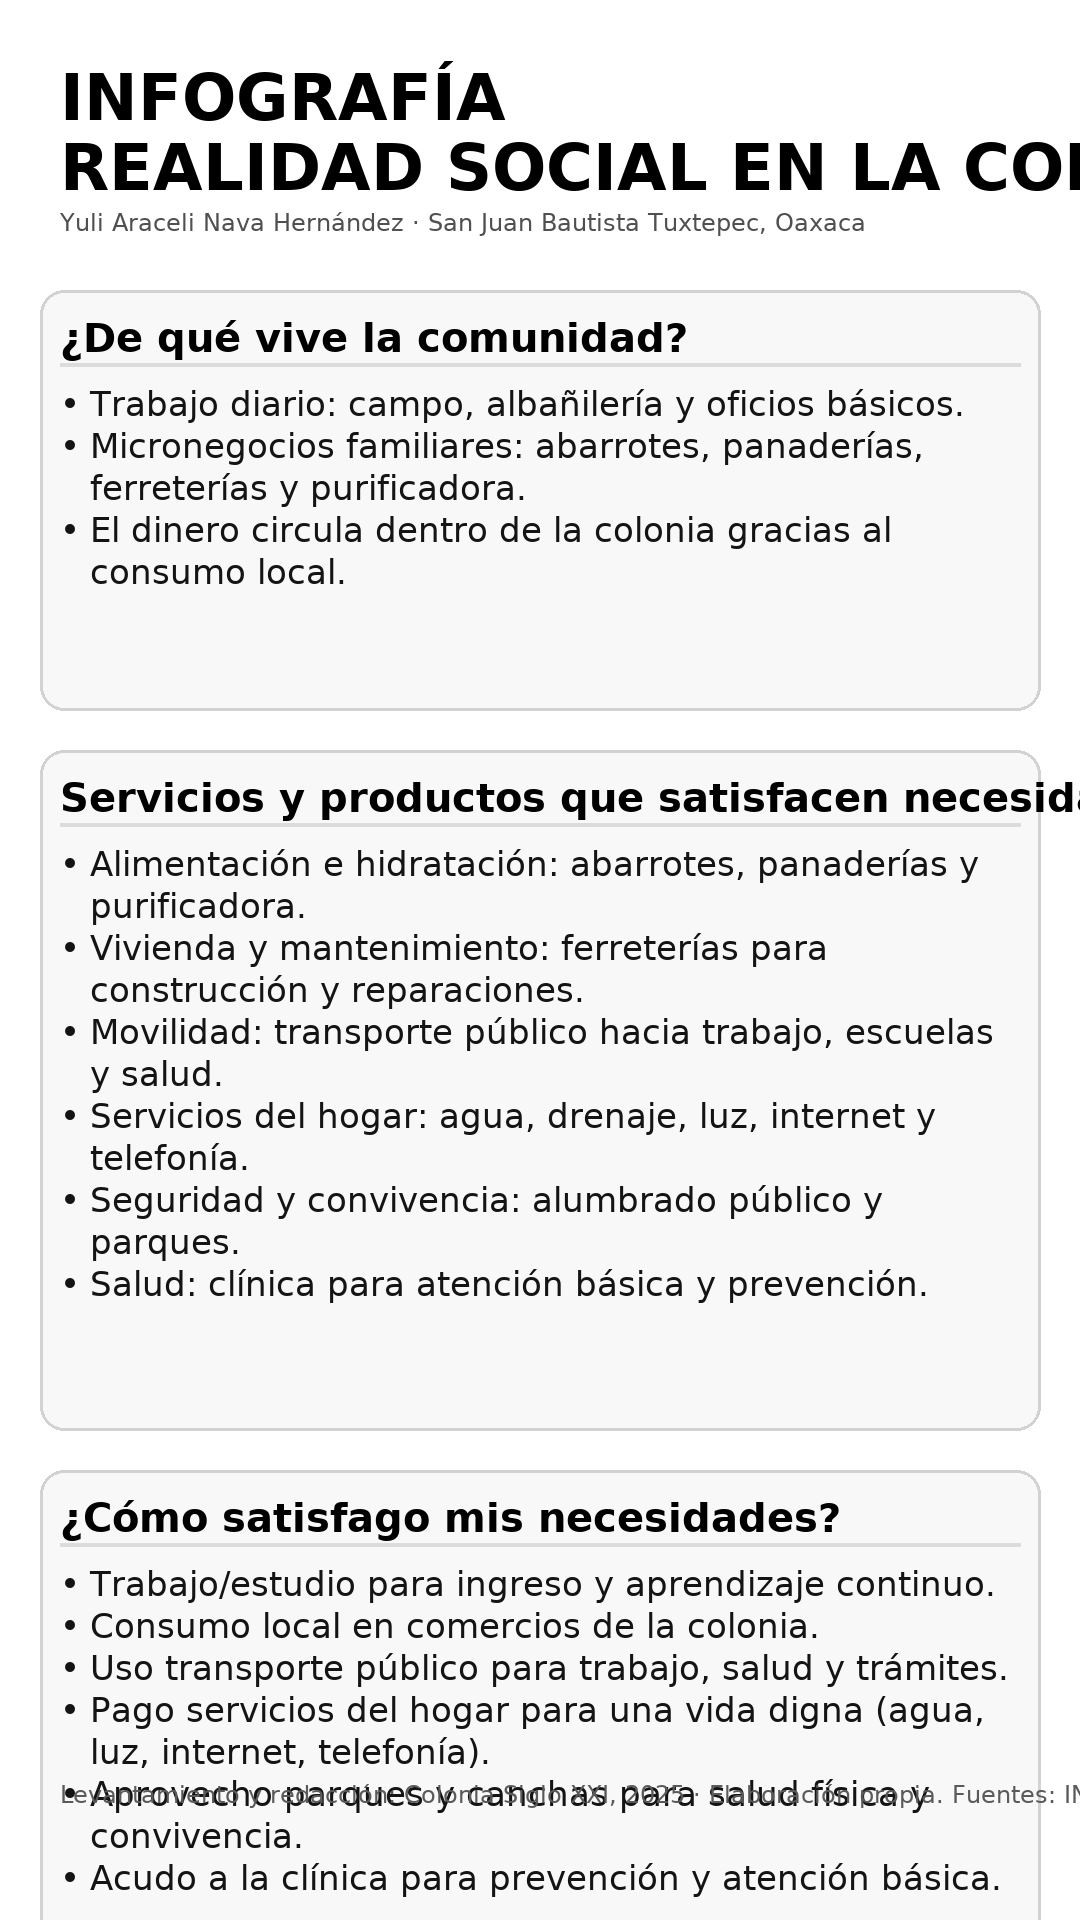 INFOGRAFÍA
REALIDAD SOCIAL EN LA
Yuli Araceli Nava Hernández · San Juan Bautista Tuxtepec, Oaxaca
¿De qué vive la comunidad?
• Trabajo diario: campo, albañilería y oficios básicos.
• Micronegocios familiares: abarrotes, panaderías,
ferreterías y purificadora.
• El dinero circula dentro de la colonia gracias al
consumo local.
Servicios y productos que satisfacen
• Alimentación e hidratación: abarrotes, panaderías y
purificadora.
• Vivienda y mantenimiento: ferreterías para
construcción y reparaciones.
• Movilidad: transporte público hacia trabajo, escuelas
y salud.
• Servicios del hogar: agua, drenaje, luz, internet y
telefonía.
• Seguridad y convivencia: alumbrado público y
parques.
• Salud: clínica para atención básica y prevención.
¿Cómo satisfago mis necesidades?
• Trabajo/estudio para ingreso y aprendizaje continuo.
• Consumo local en comercios de la colonia.
• Uso transporte público para trabajo, salud y trámites.
• Pago servicios del hogar para una vida digna (agua,
luz, internet, telefonía).
• Aprovecho parques y canchas para salud física y
Levantamiento y redacción: Colonia Siglo XXI, 2025 · Elaboración propia. Fuentes:
convivencia.
• Acudo a la clínica para prevención y atención básica.